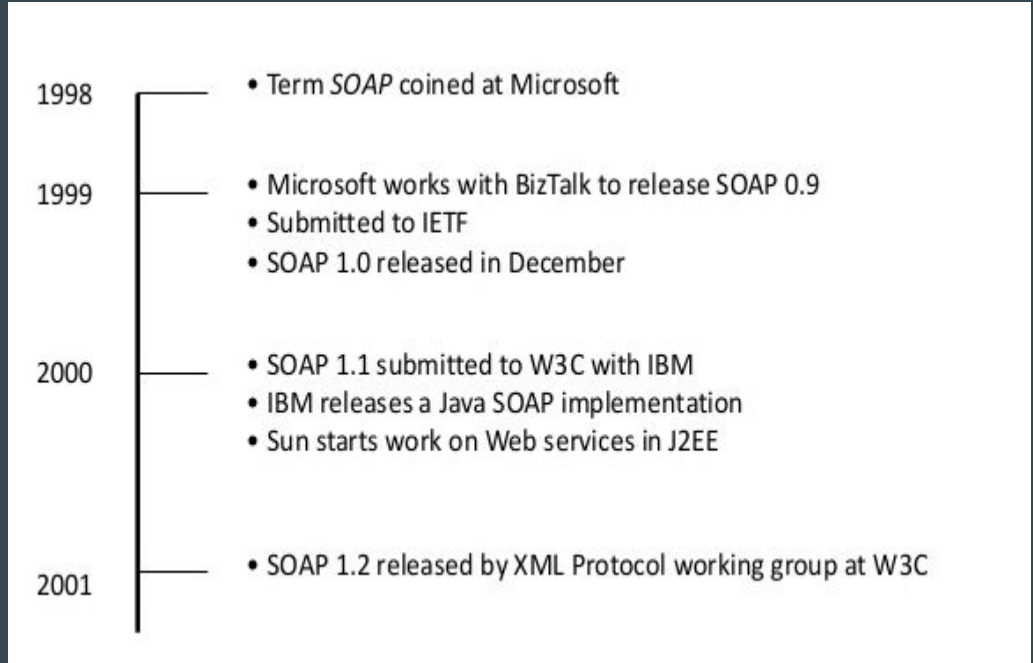 1998
• Term SOAP coined at Microsoft
1999
• Microsoft works with BizTalk to release SOAP 0.9
• Submitted to IETF
• SOAP 1.0 released in December
2000
• SOAP 1.1 submitted to W3C with IBM
• IBM releases a Java SOAP implementation
• Sun starts work on Web services in J2EE
2001
• SOAP 1.2 released by XML Protocol working group at W3C